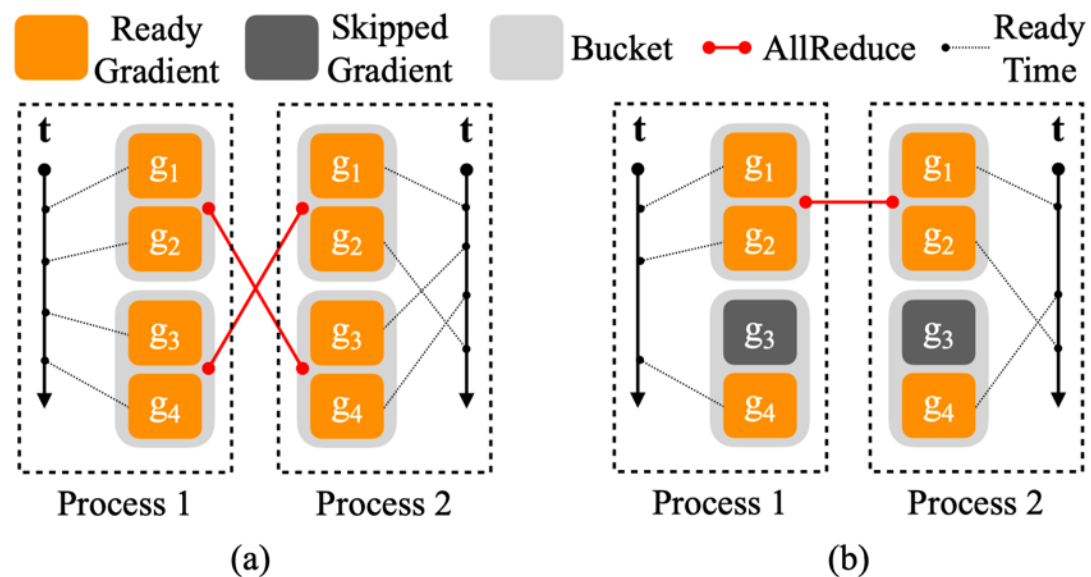 Ready
Gradient
Skipped
Gradient
Bucket
AllReduce
Ready
Time
t
g1
g2
g3
g4
Process 1
g1
g2
g3
g4
t
Process 2
(a)
t
g1
g2
g3
g4
Process 1
g1
g2
g3
g4
t
Process 2
(b)